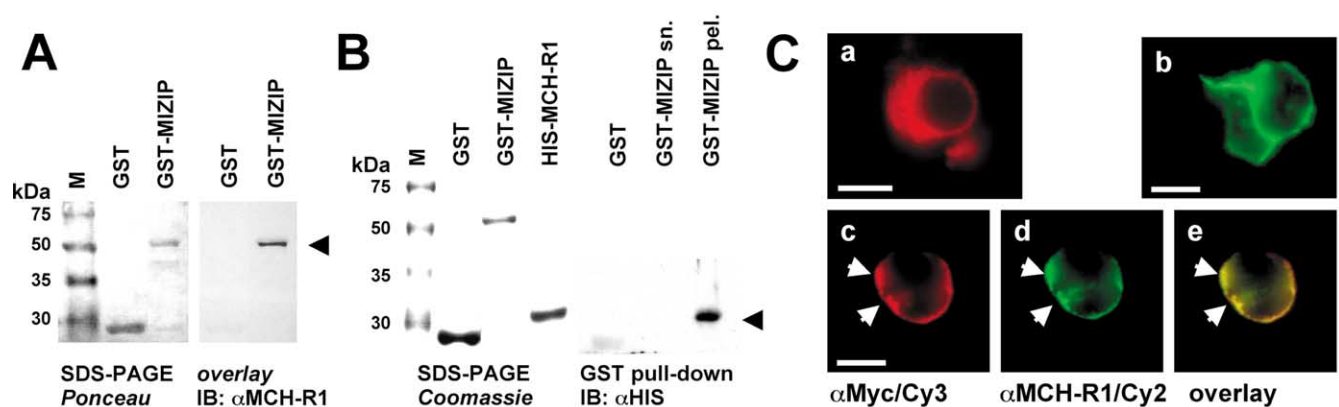 A
kDa
M
GST
GST-MIZIP
GST
GST-MIZIP
75
50
35
30
SDS-PAGE
Ponceau
overlay
IB: αMCH-R1
B
kDa
M
GST
GST-MIZIP
HIS-MCH-R1
GST
GST-MIZIP sn.
GST-MIZIP pel.
75
50
35
30
SDS-PAGE
Coomassie
GST pull-down
IB: αHIS
C
a
b
c
d
e
αMyc/Cy3
αMCH-R1/Cy2
overlay